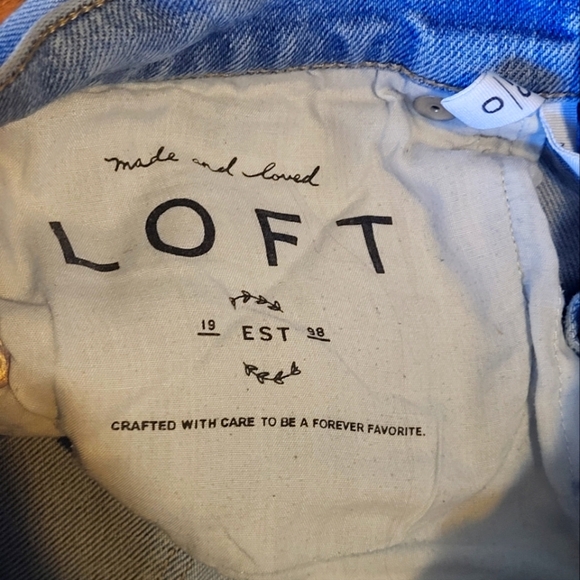 0/
made and loved
LOFT
19 EST 98
CRAFTED WITH CARE TO BE A FOREVER FAVORITE.